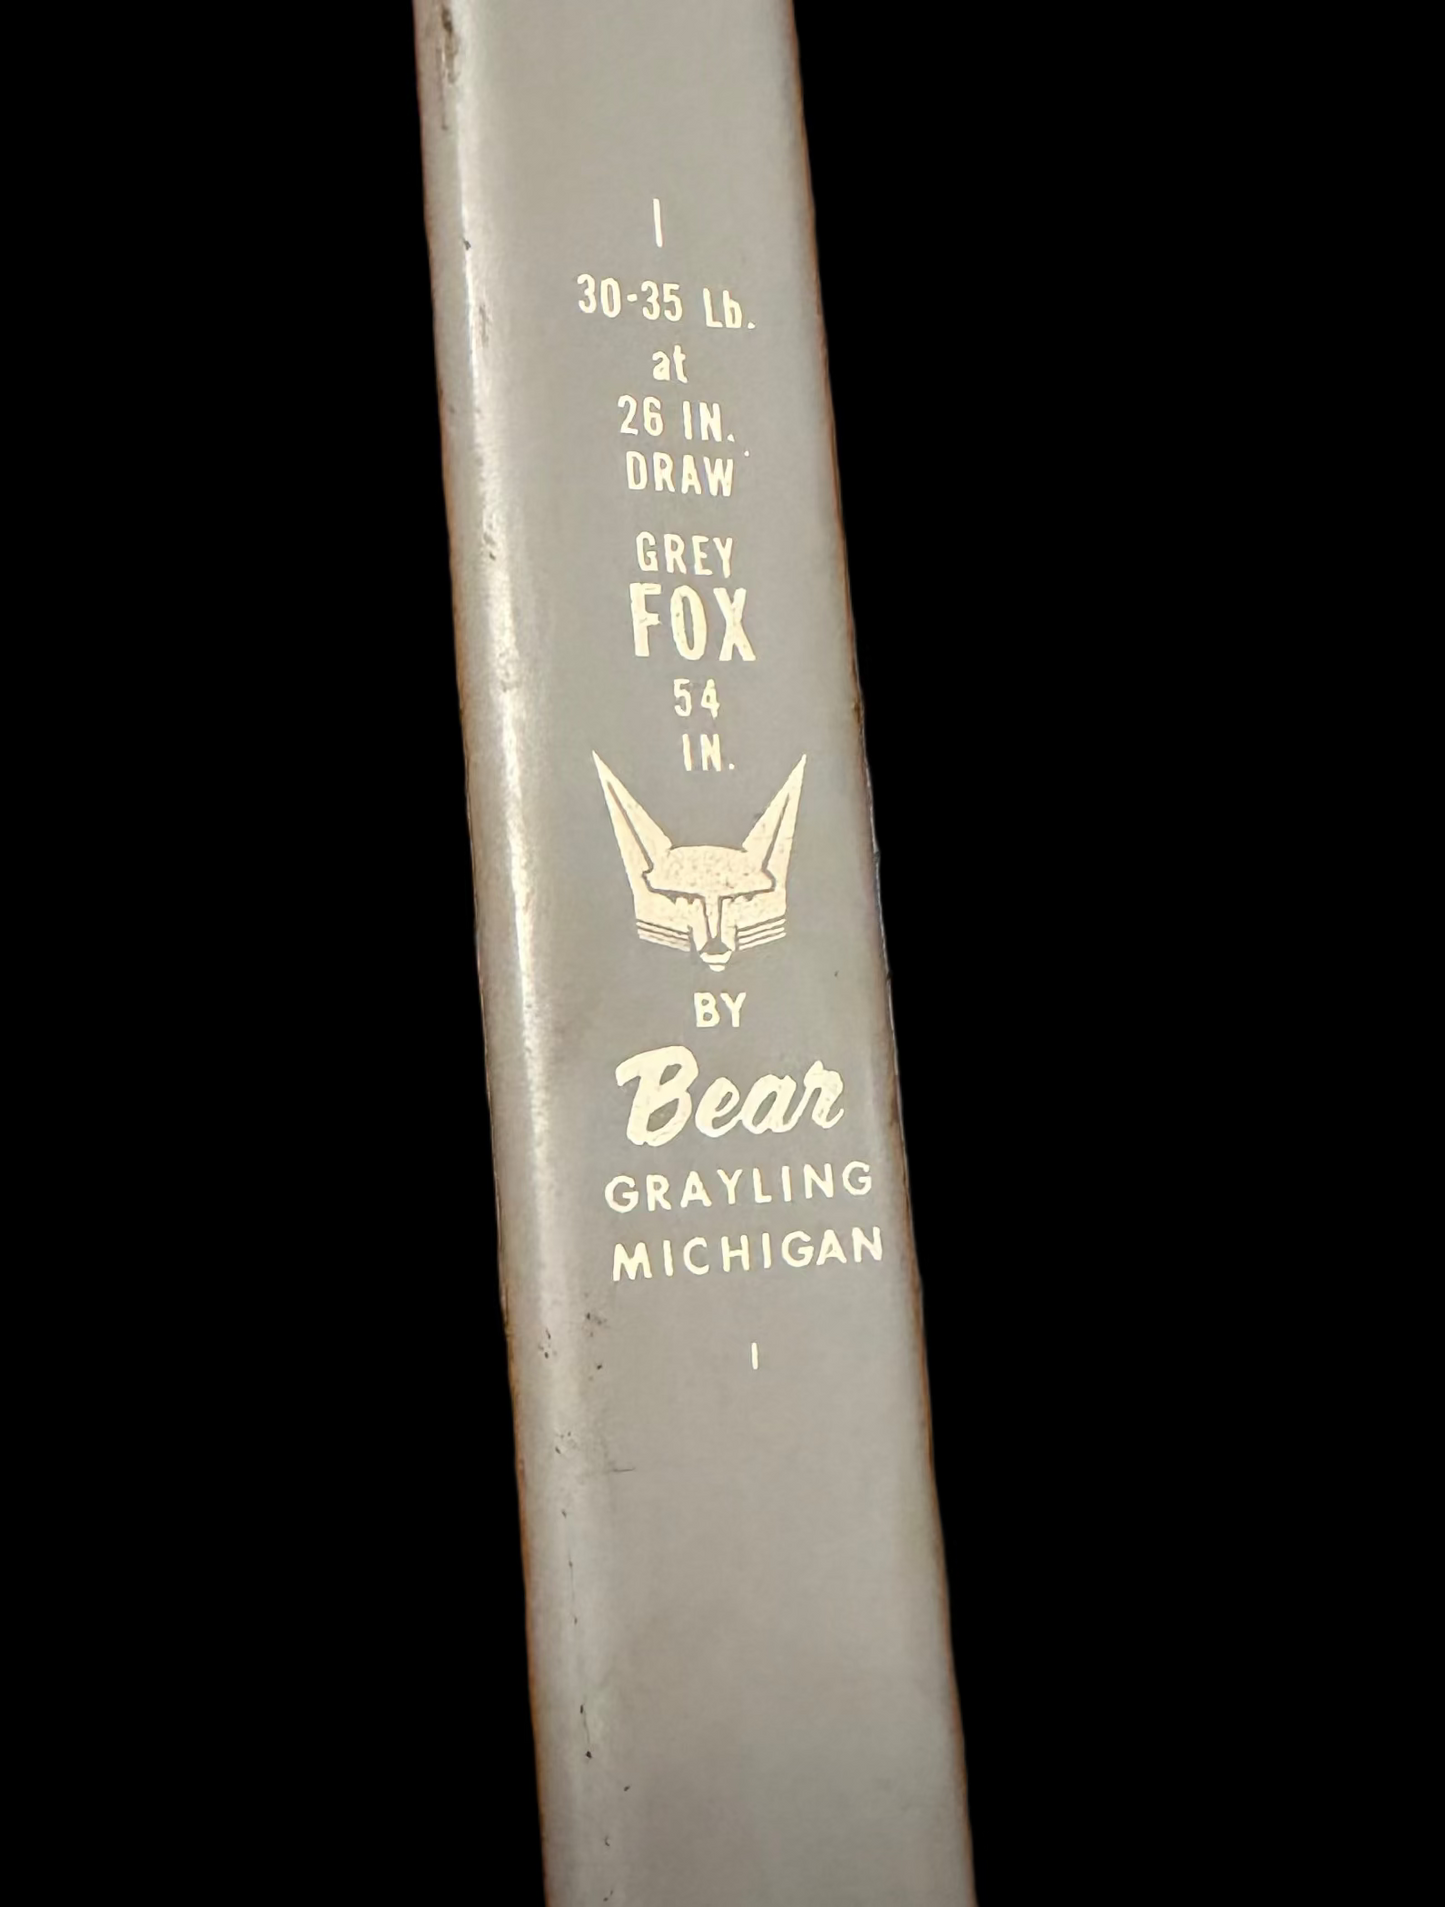 30-35 Lb.
at
26 IN.
DRAW
GREY
FOX
54
IN.
BY
Bear
GRAYLING
MICHIGAN